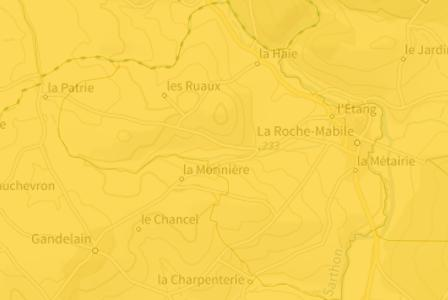 la Haie
le Jardin
la Patrie
les Ruaux
l'Étang
La Roche-Mabile
233
la Métairie
la Monnière
auchevron
le Chancel
Gandelain
la Charpenterie
Sarthon